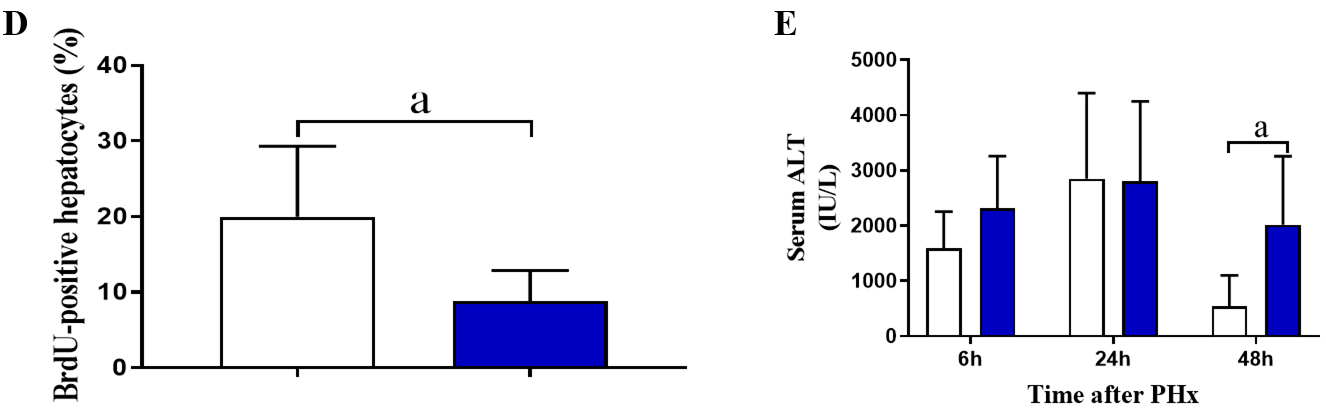 D
BrdU-positive hepatocytes (%)
40
30
20
10
0
a
E
Serum ALT
(IU/L)
5000
4000
3000
2000
1000
0
a
6h 24h 48h
Time after PHx